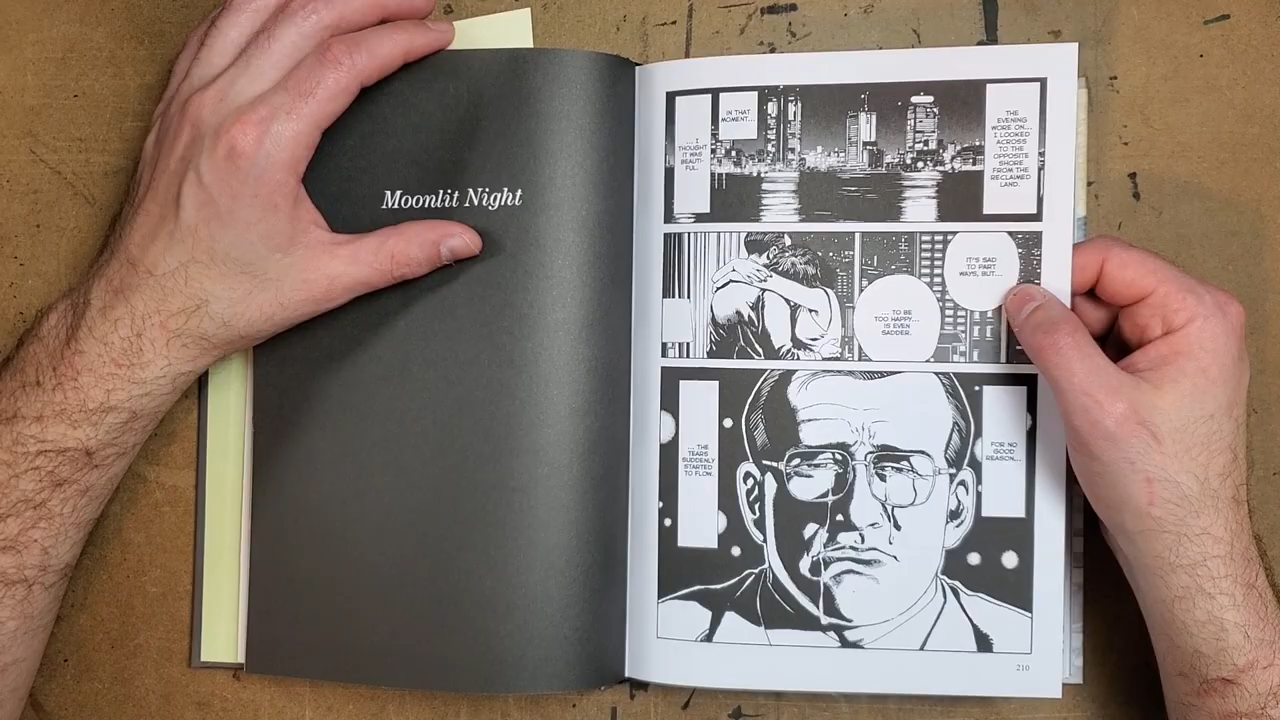 THE
EVENING
WORE ON...
I LOOKED
ACROSS
TO THE
OPPOSITE
SHORE
FROM THE
RECLAIMED
LAND.
IN THAT
MOMENT...
... I
THOUGHT
IT WAS
BEAUTI-
FUL.
IT'S SAD
TO PART
WAYS, BUT...
... TO BE
TOO HAPPY...
IS EVEN
SADDER.
FOR NO
GOOD
REASON...
... THE
TEARS
SUDDENLY
STARTED
TO FLOW.
210
Moonlit Night